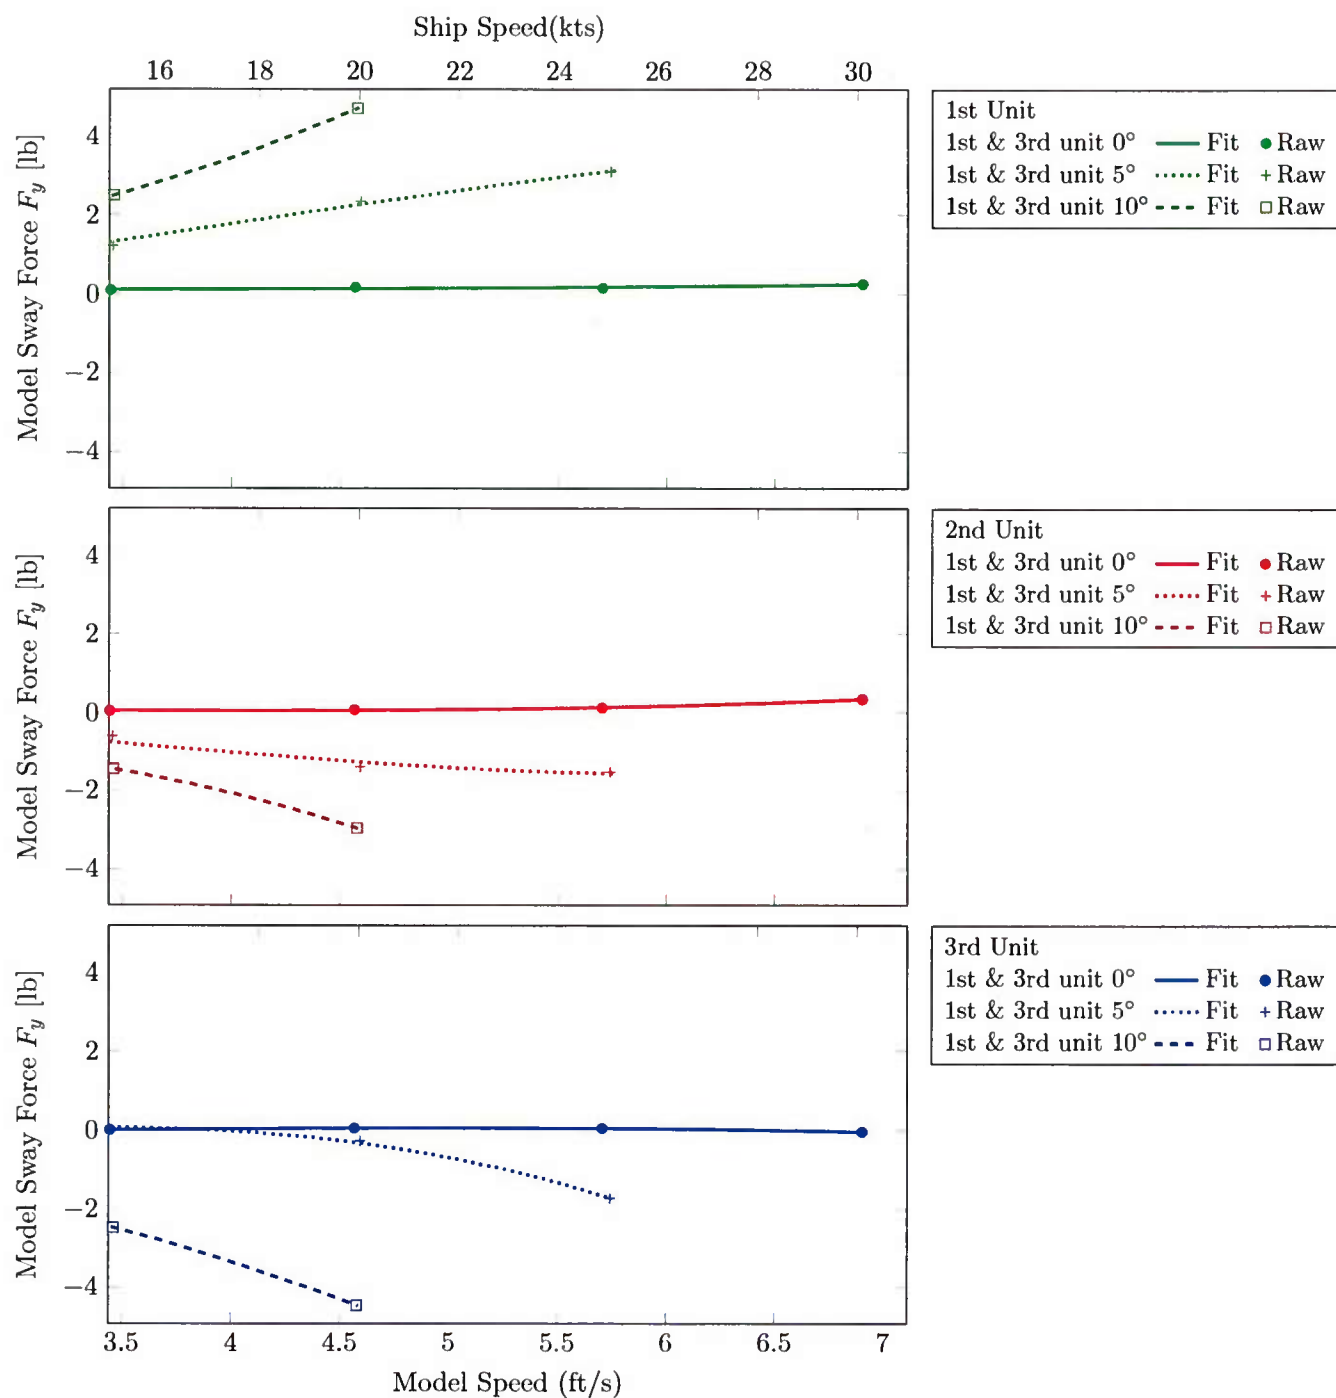 Ship Speed(kts)
16 18 20 22 24 26 28 30
Model Sway Force F_y [lb]
4
2
0
−2
−4
1st Unit
1st & 3rd unit 0° Fit Raw
1st & 3rd unit 5° Fit Raw
1st & 3rd unit 10° Fit Raw
Model Sway Force F_y [lb]
4
2
0
−2
−4
2nd Unit
1st & 3rd unit 0° Fit Raw
1st & 3rd unit 5° Fit Raw
1st & 3rd unit 10° Fit Raw
Model Sway Force F_y [lb]
4
2
0
−2
−4
3rd Unit
1st & 3rd unit 0° Fit Raw
1st & 3rd unit 5° Fit Raw
1st & 3rd unit 10° Fit Raw
3.5 4 4.5 5 5.5 6 6.5 7
Model Speed (ft/s)